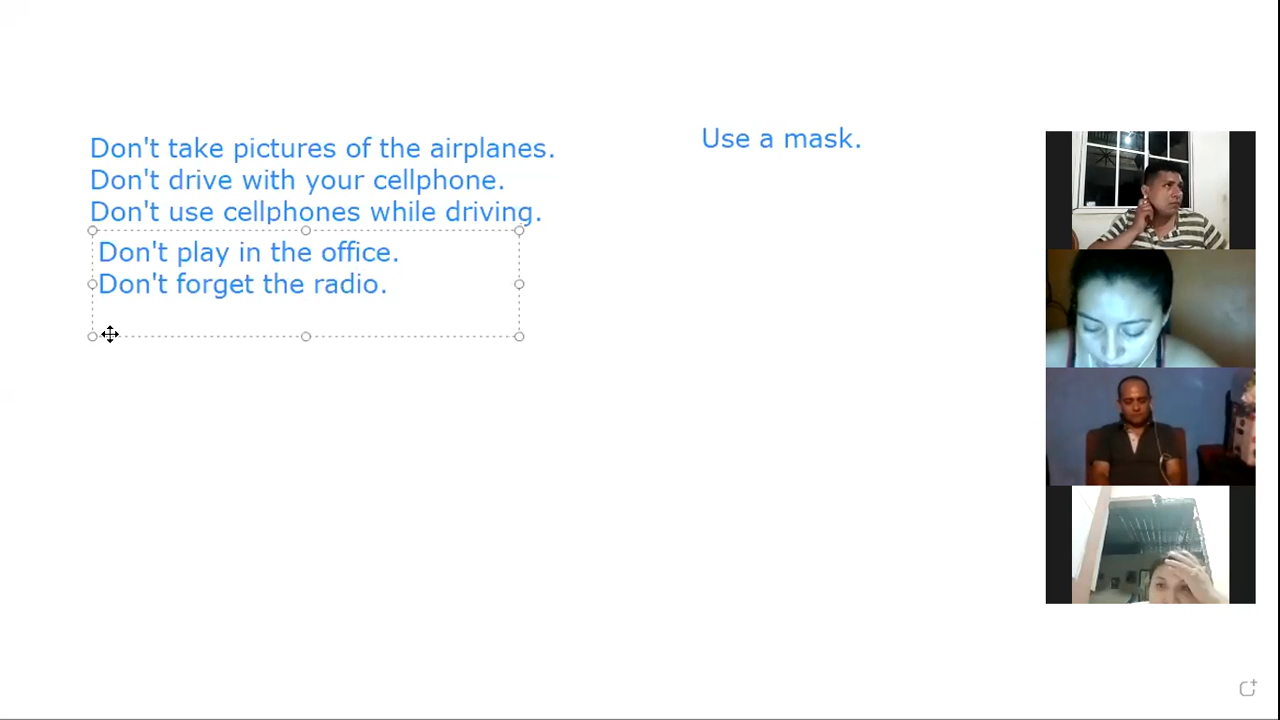 Don't take pictures of the airplanes.
Don't drive with your cellphone.
Don't use cellphones while driving.
Don't play in the office.
Don't forget the radio.
Use a mask.